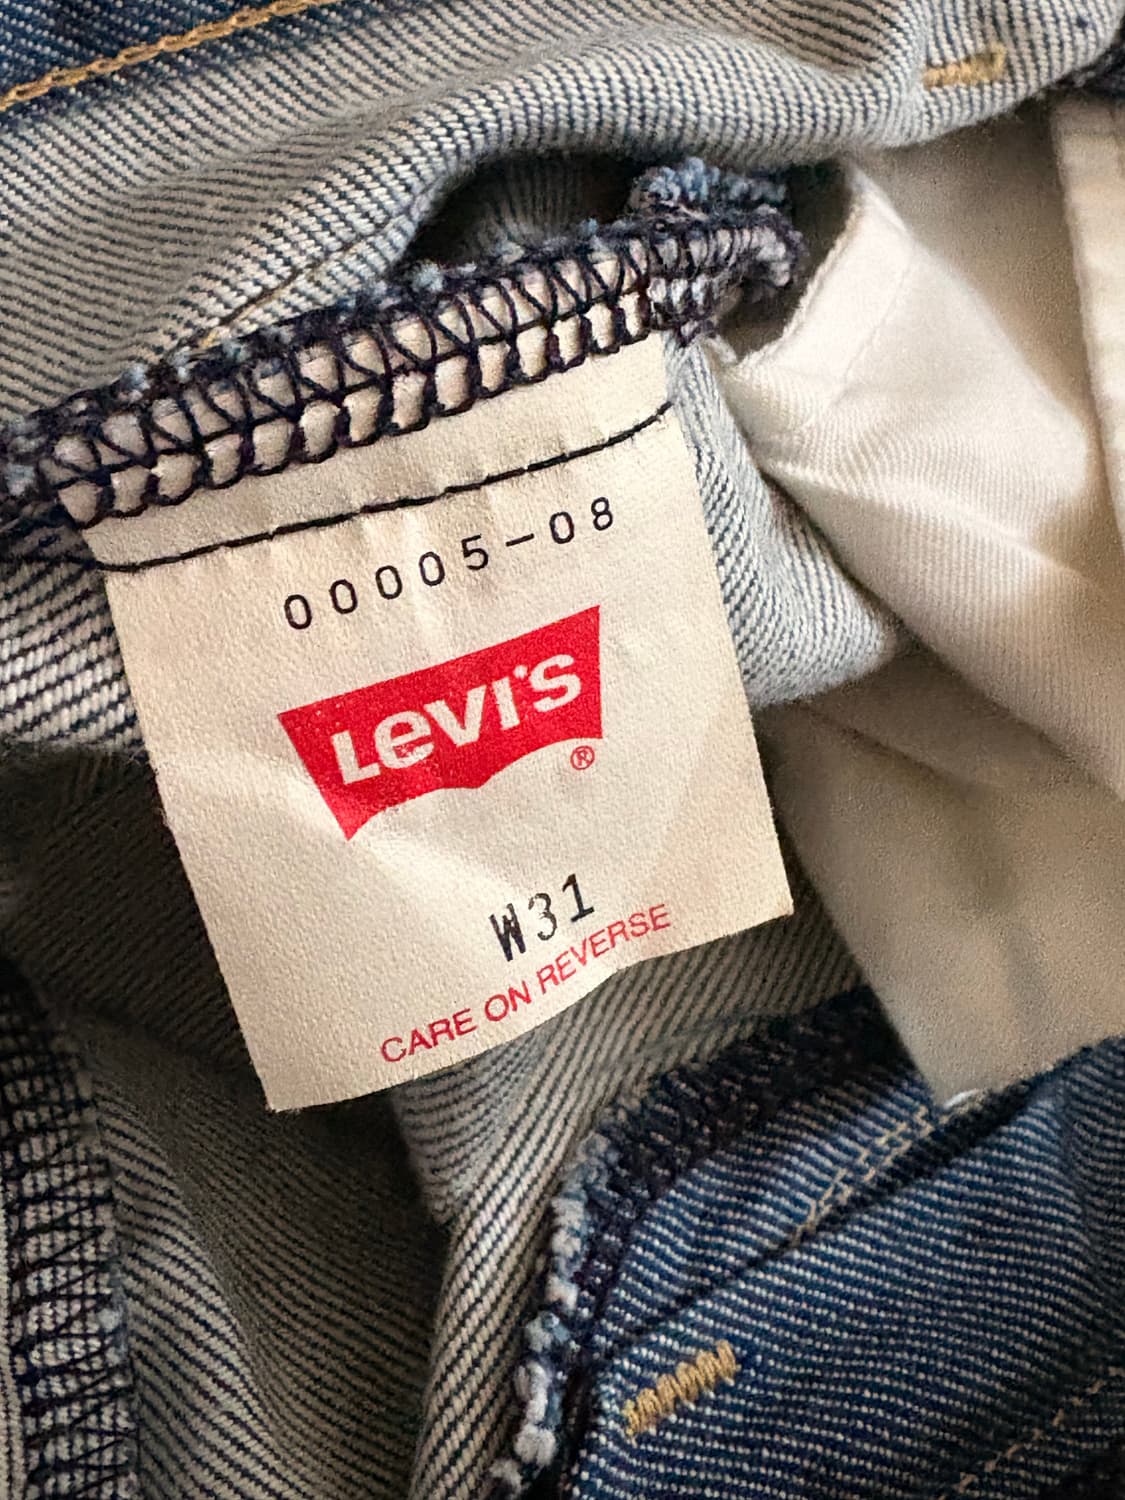 00005-08
Levi's
®
W31
CARE ON REVERSE